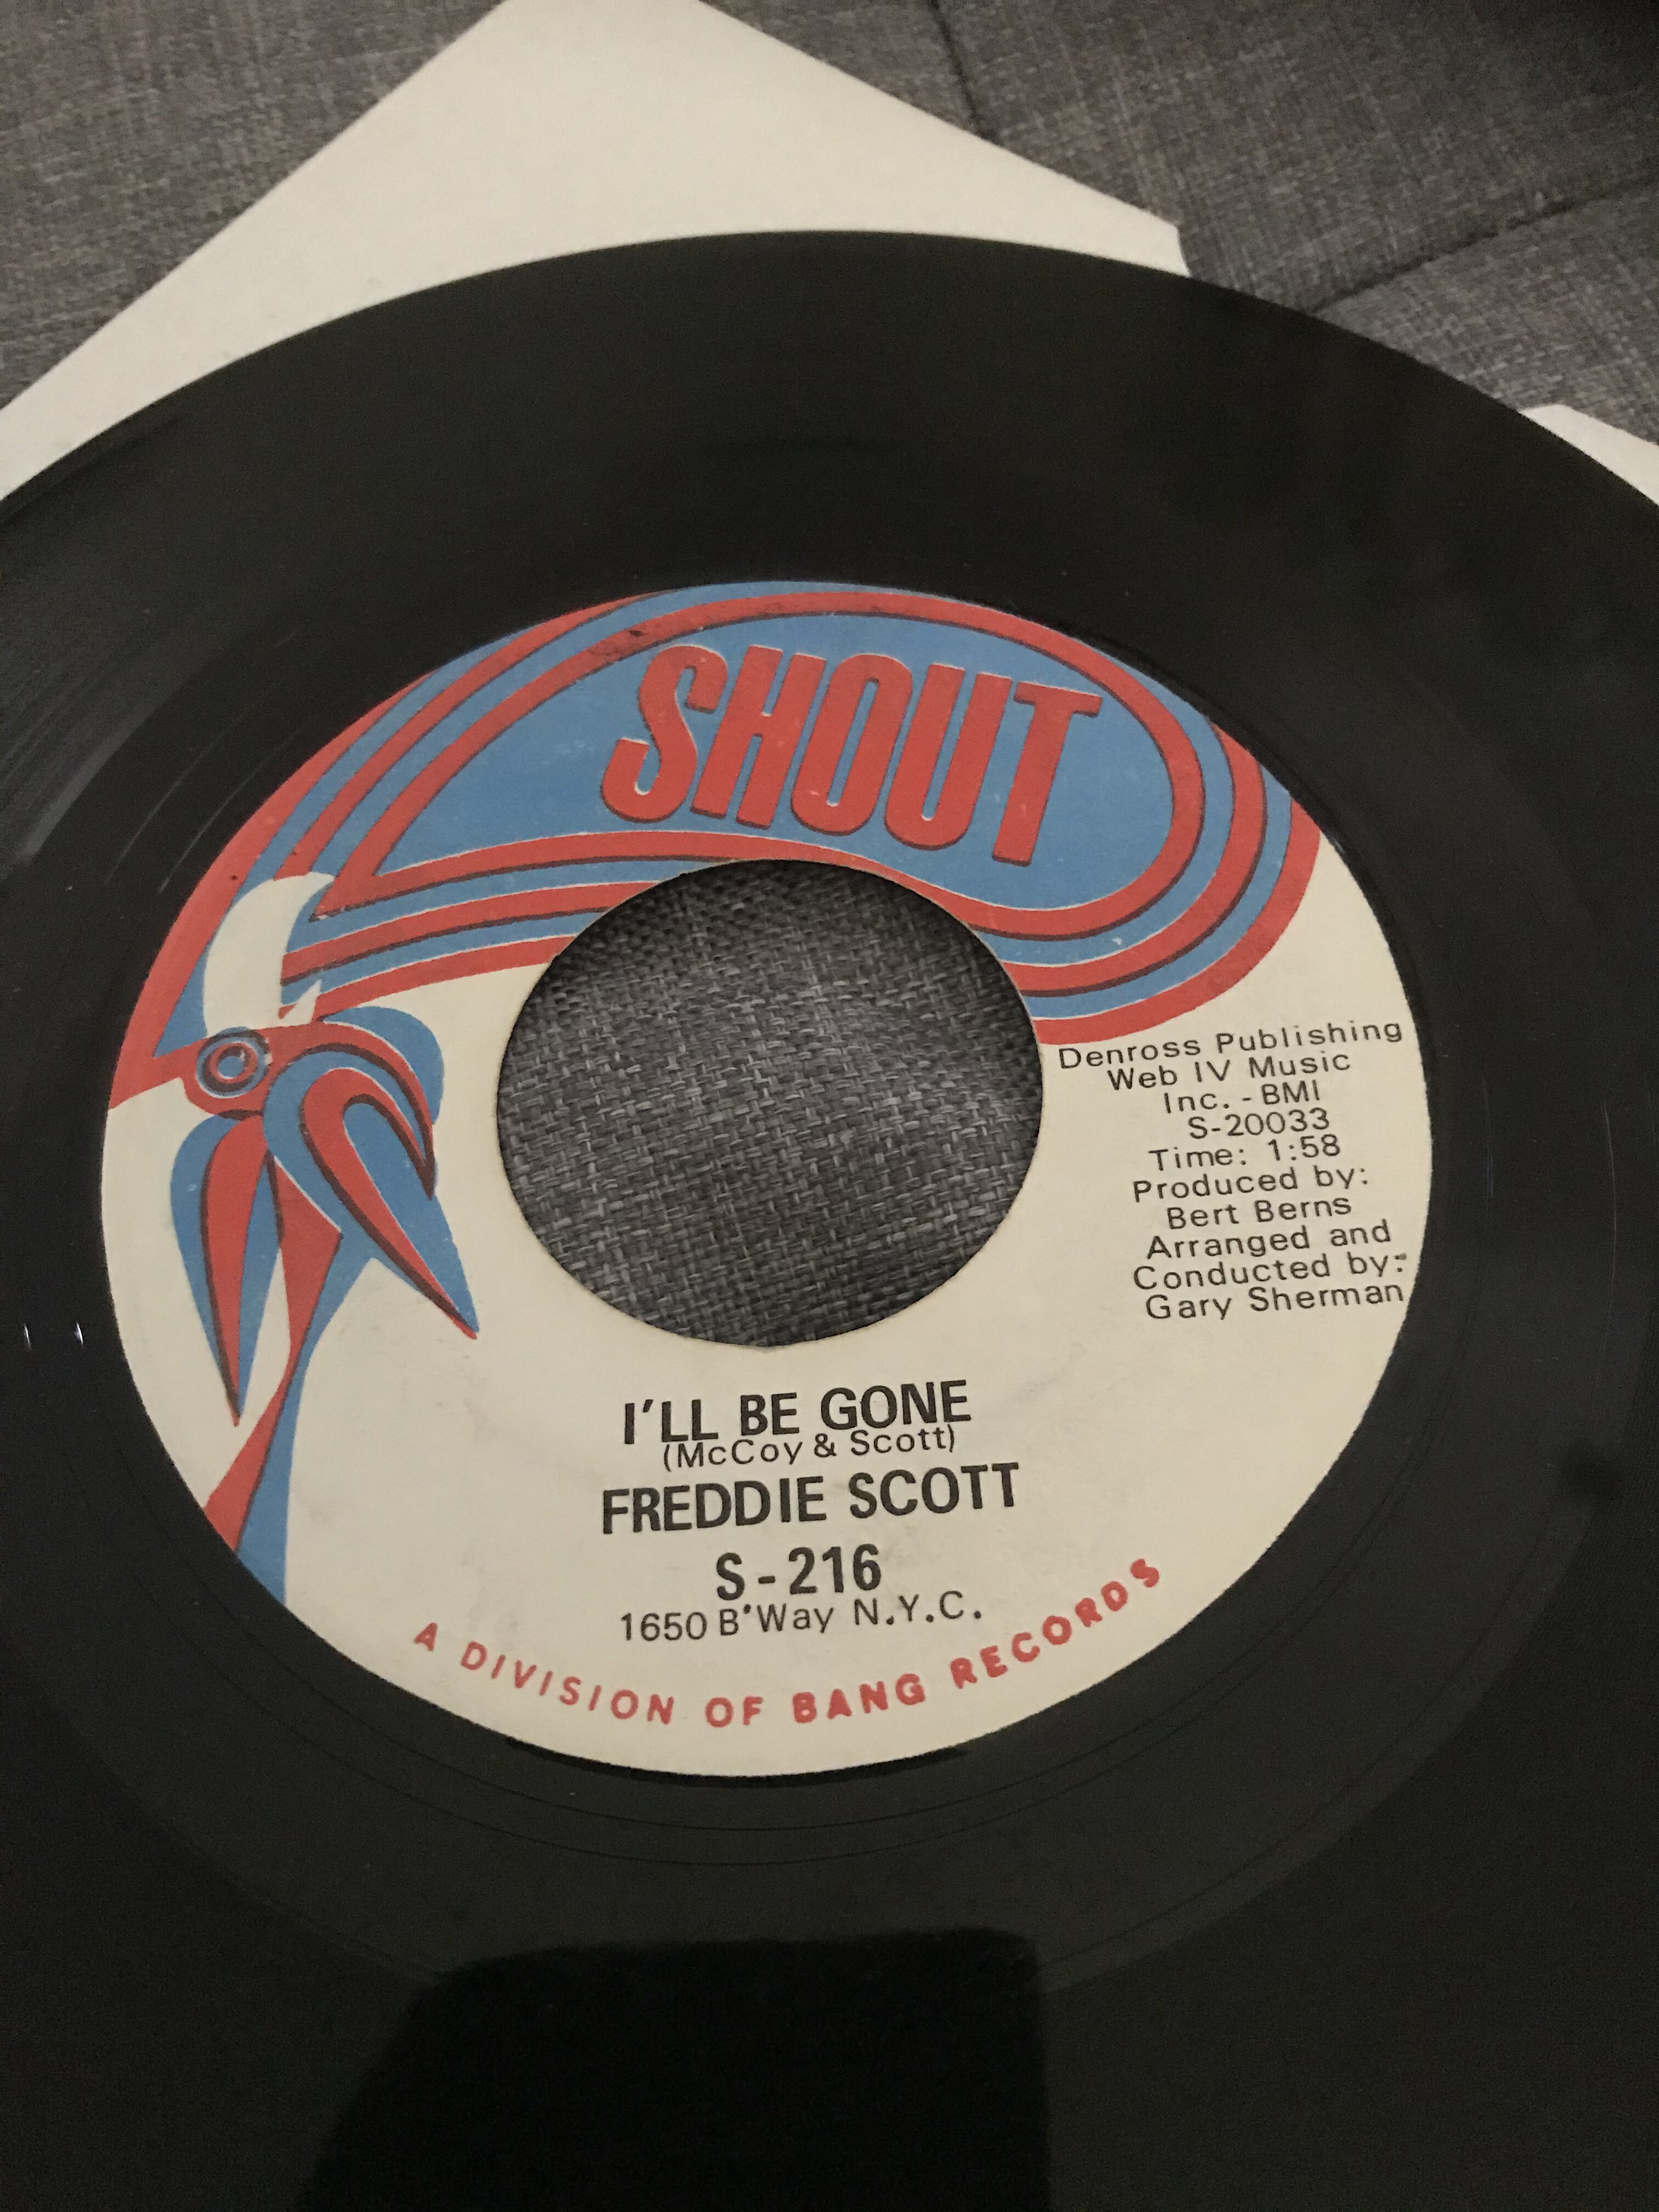 SHOUT
Denross Publishing
Web IV Music
Inc. - BMI
S-20033
Time: 1:58
Produced by:
Bert Berns
Arranged and
Conducted by:
Gary Sherman
I'LL BE GONE
(McCoy & Scott)
FREDDIE SCOTT
S-216
1650 B'Way N.Y.C.
A DIVISION OF BANG RECORDS